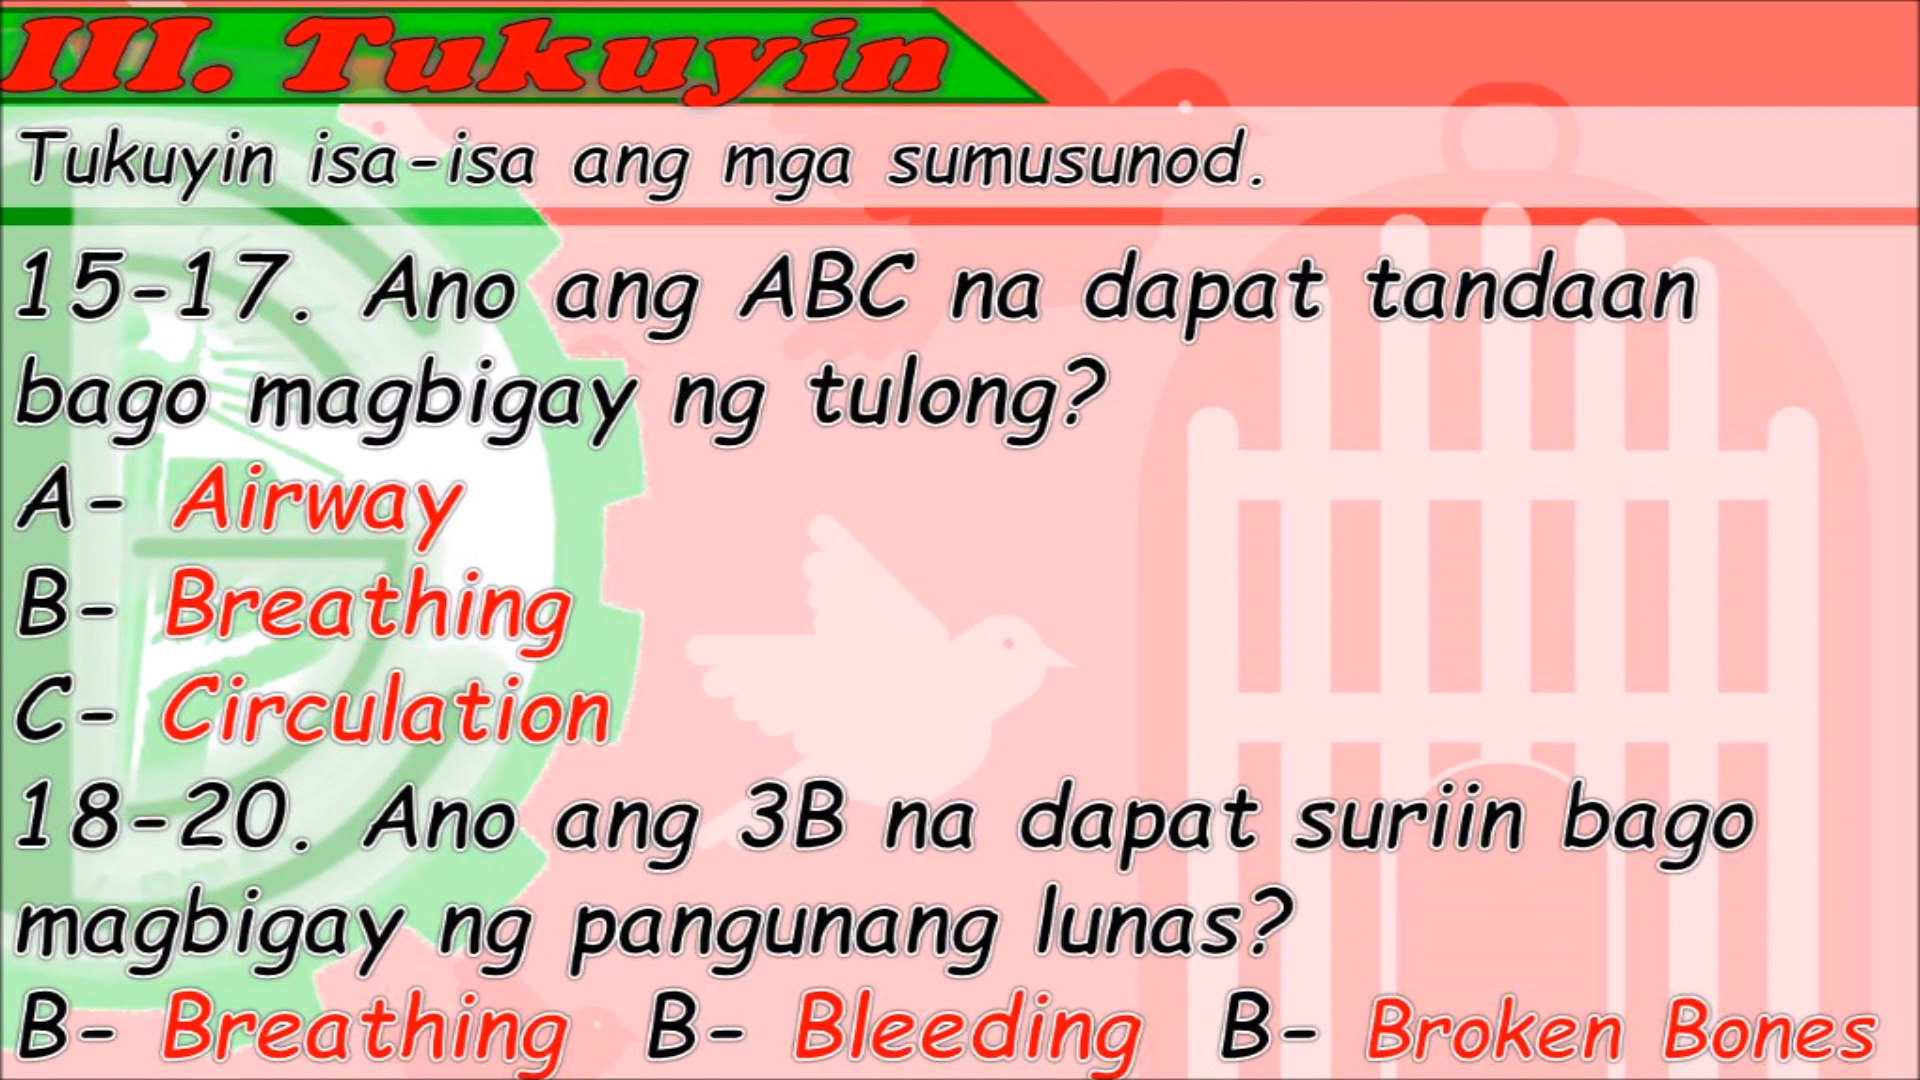 III. Tukuyin
Tukuyin isa-isa ang mga sumusunod.
15-17. Ano ang ABC na dapat tandaan
bago magbigay ng tulong?
A- Airway
B- Breathing
C- Circulation
18-20. Ano ang 3B na dapat suriin bago
magbigay ng pangunang lunas?
B- Breathing B- Bleeding B- Broken Bones